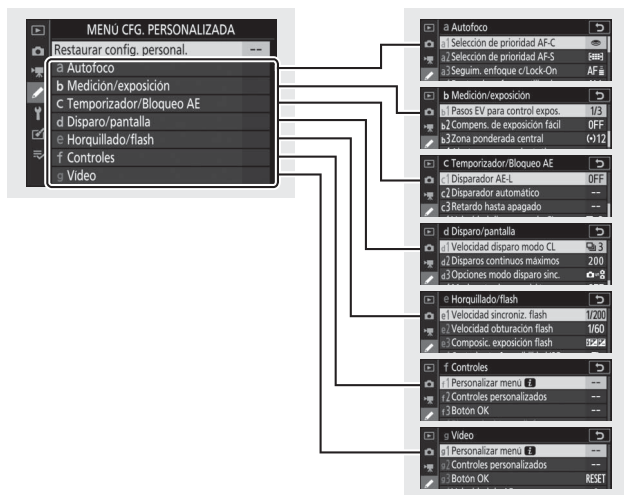 MENÚ CFG. PERSONALIZADA
Restaurar config. personal. --
a Autofoco
b Medición/exposición
c Temporizador/Bloqueo AE
d Disparo/pantalla
e Horquillado/flash
f Controles
g Vídeo
a Autofoco
a1 Selección de prioridad AF-C
a2 Selección de prioridad AF-S
a3 Seguim. enfoque c/Lock-On AF
b Medición/exposición
b1 Pasos EV para control expos. 1/3
b2 Compens. de exposición fácil OFF
b3 Zona ponderada central (•)12
c Temporizador/Bloqueo AE
c1 Disparador AE-L OFF
c2 Disparador automático --
c3 Retardo hasta apagado --
d Disparo/pantalla
d1 Velocidad disparo modo CL 3
d2 Disparos continuos máximos 200
d3 Opciones modo disparo sinc.
e Horquillado/flash
e1 Velocidad sincroniz. flash 1/200
e2 Velocidad obturación flash 1/60
e3 Composic. exposición flash
f Controles
f1 Personalizar menú i --
f2 Controles personalizados --
f3 Botón OK --
g Vídeo
g1 Personalizar menú i --
g2 Controles personalizados --
g3 Botón OK RESET